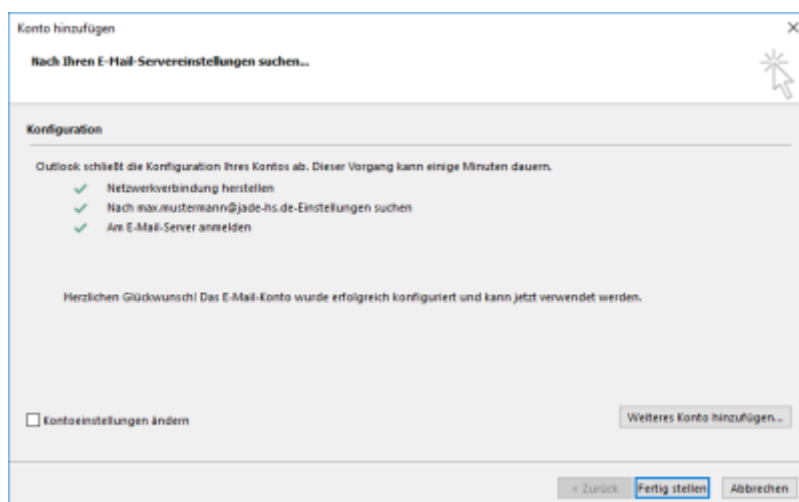 Konto hinzufügen
Nach Ihren E-Mail-Servereinstellungen suchen...
Konfiguration
Outlook schließt die Konfiguration Ihres Kontos ab. Dieser Vorgang kann einige Minuten dauern.
Netzwerkverbindung herstellen
Nach max.mustermann@jade-hs.de-Einstellungen suchen
Am E-Mail-Server anmelden
Herzlichen Glückwunsch! Das E-Mail-Konto wurde erfolgreich konfiguriert und kann jetzt verwendet werden.
Kontoeinstellungen ändern
Weiteres Konto hinzufügen...
< Zurück Fertig stellen Abbrechen